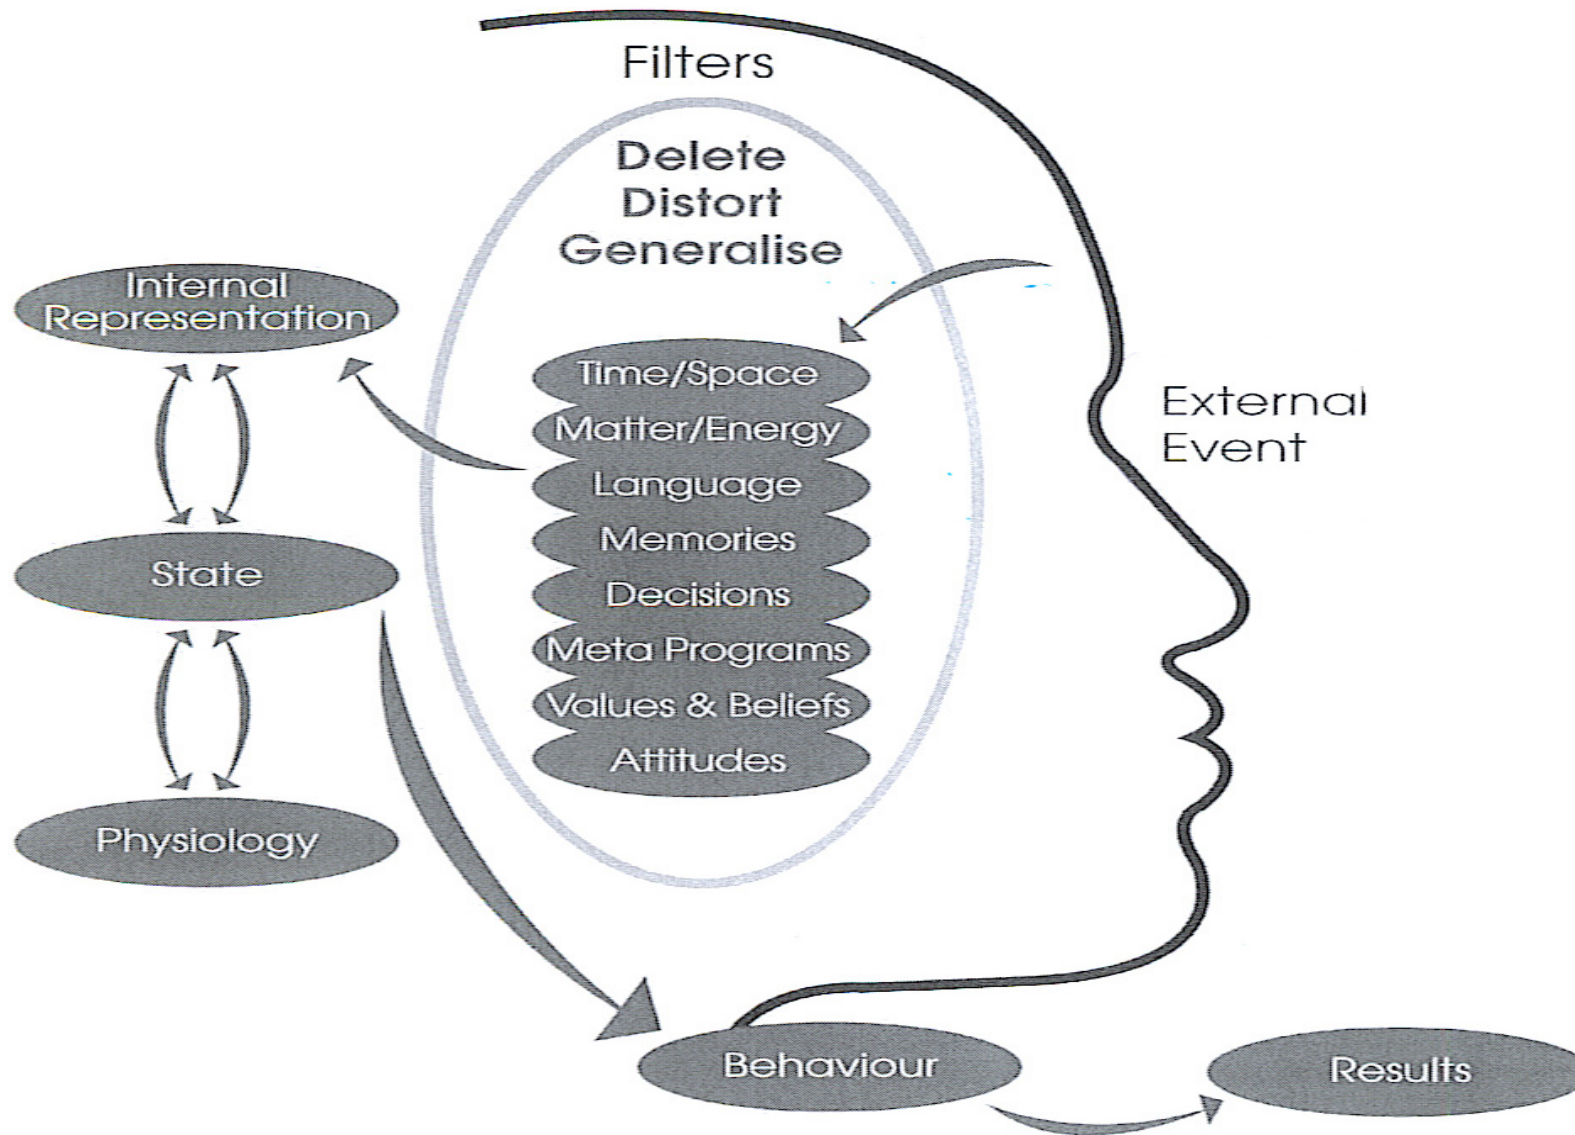 Filters
Delete
Distort
Generalise
Internal
Representation
Time/Space
Matter/Energy
Language
Memories
Decisions
Meta Programs
Values & Beliefs
Attitudes
External
Event
State
Physiology
Behaviour
Results